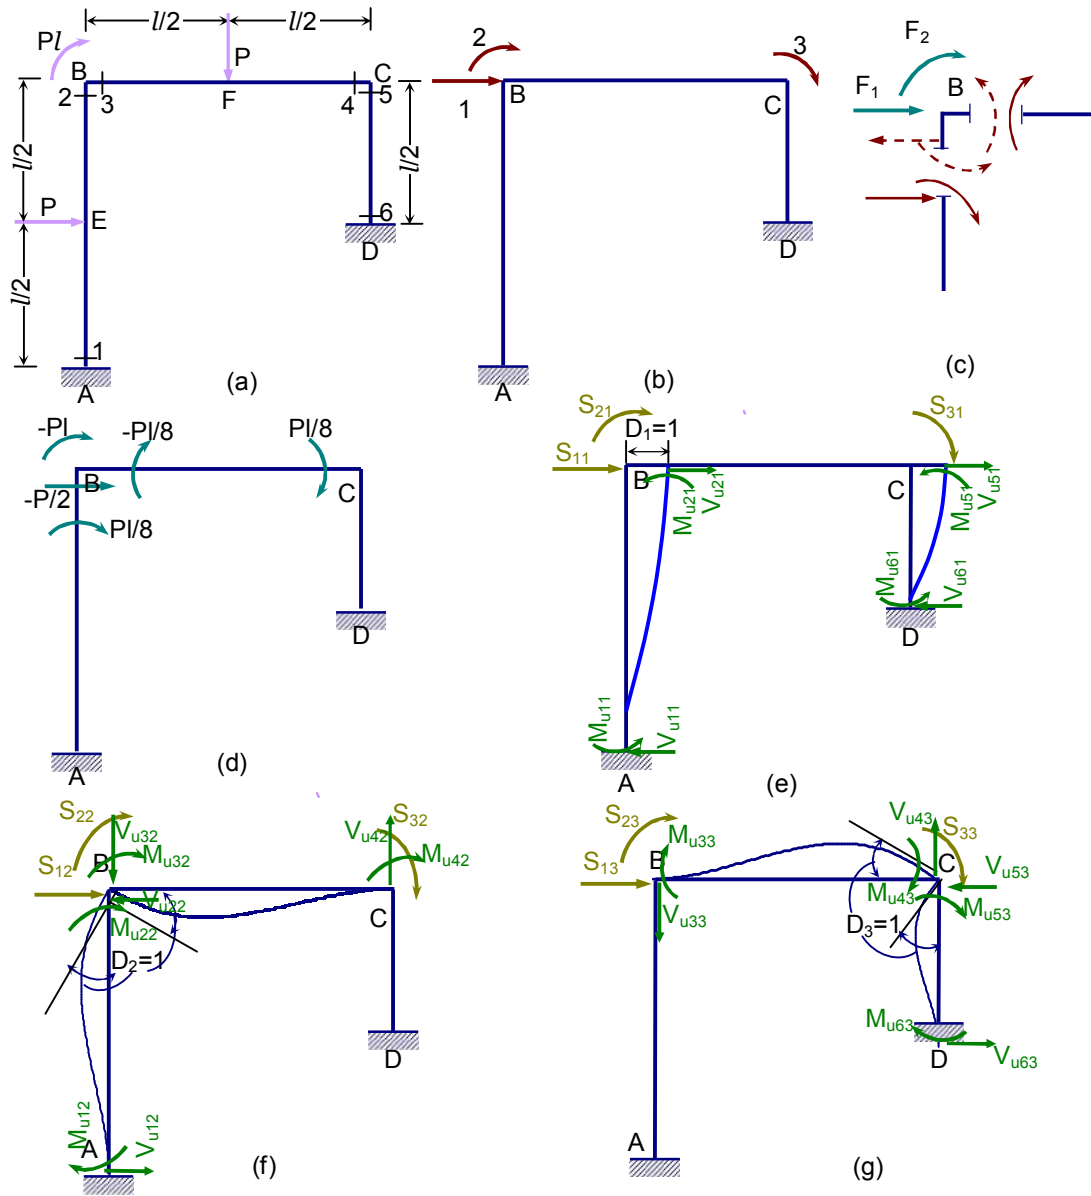 l/2 l/2
Pl
P
B C
2 3 F 4 5
l/2
P E
l/2
l/2
6
D
1
A
(a)
2 3
1 B
C
D
A
(b)
F2
F1 B
(c)
-Pl -Pl/8 Pl/8
B
-P/2
Pl/8
C
D
A
(d)
S21
D1=1
S11
B
Mu21
Vu21
S31
C
Mu51
Vu51
Mu61
Vu61
D
Mu11
Vu11
A
(e)
S22
Vu32
B Mu32
S12
Vu22
Mu22
D2=1
Vu42 S32
Mu42
C
D
Mu12
A
Vu12
(f)
S23
Mu33
S13 B
Vu33
Vu43
S33
C
Vu53
Mu43
Mu53
D3=1
Mu63
D
Vu63
A
(g)